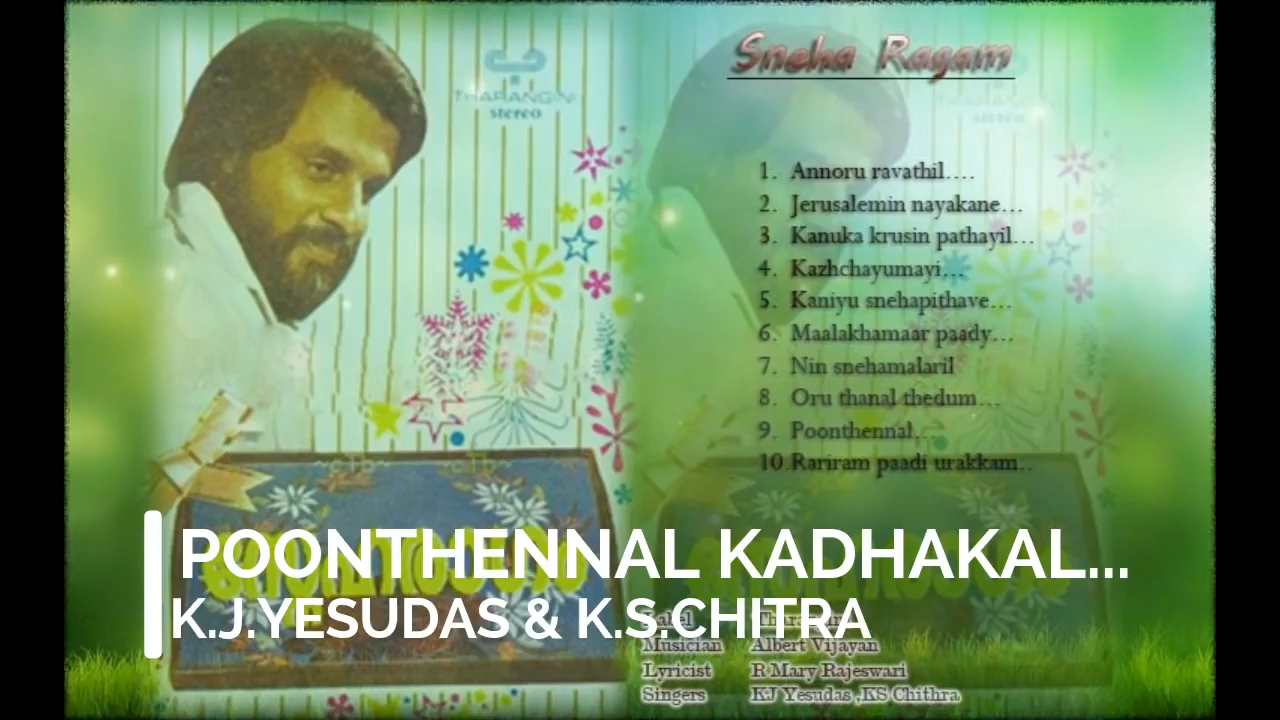 THARANGINI
stereo
Sneha Ragam
1. Annoru ravathil....
2. Jerusalemin nayakane...
3. Kanuka krusin pathayil...
4. Kazhchayumayi...
5. Kaniyu snehapithave...
6. Maalakhamaar paady...
7. Nin snehamalaril
8. Oru thanal thedum...
9. Poonthennal...
10.Rariram paadi urakkam..
POONTHENNAL KADHAKAL...
K.J.YESUDAS & K.S.CHITRA
Label
Musician Albert Vijayan
Lyricist R Mary Rajeswari
Singers KJ Yesudas ,KS Chithra